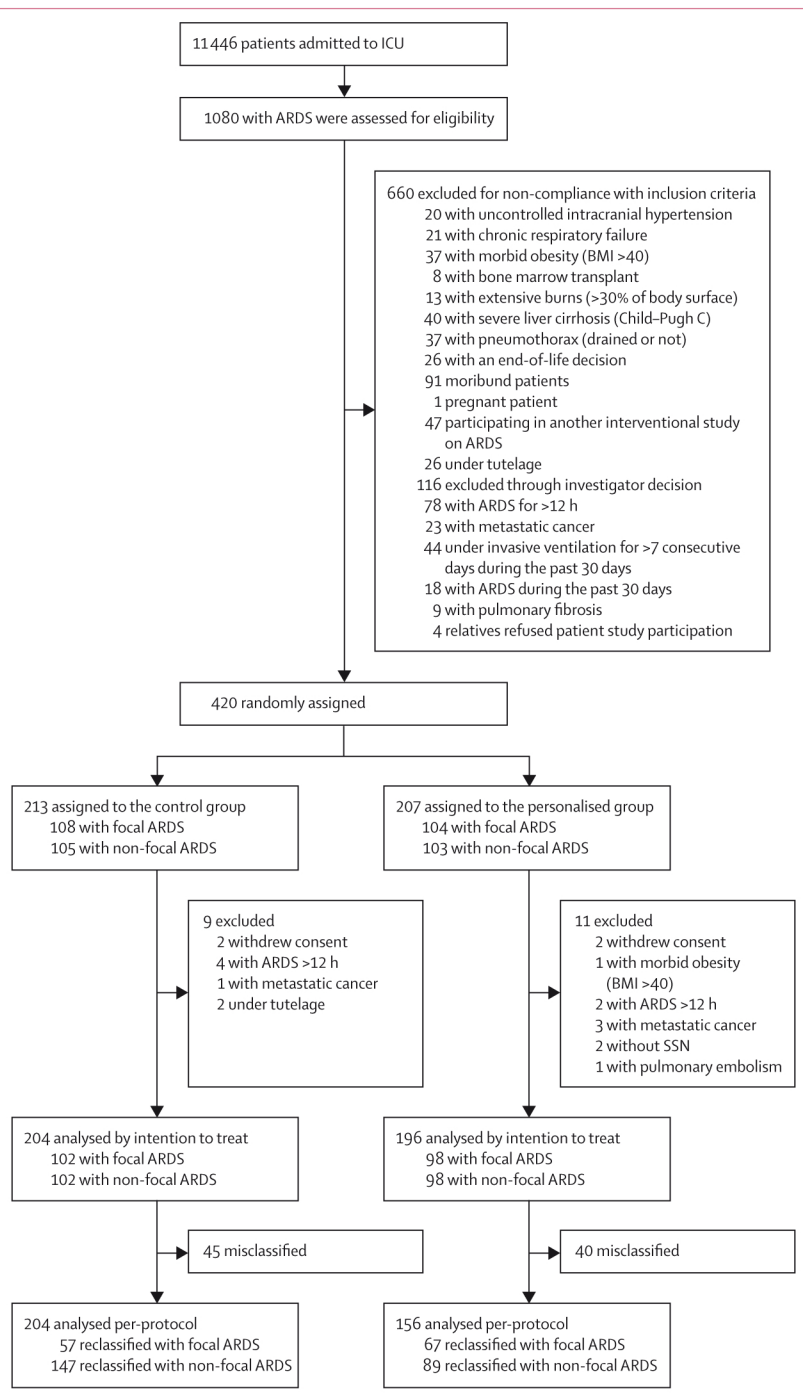 11 446 patients admitted to ICU
1080 with ARDS were assessed for eligibility
660 excluded for non-compliance with inclusion criteria
20 with uncontrolled intracranial hypertension
21 with chronic respiratory failure
37 with morbid obesity (BMI >40)
8 with bone marrow transplant
13 with extensive burns (>30% of body surface)
40 with severe liver cirrhosis (Child–Pugh C)
37 with pneumothorax (drained or not)
26 with an end-of-life decision
91 moribund patients
1 pregnant patient
47 participating in another interventional study
on ARDS
26 under tutelage
116 excluded through investigator decision
78 with ARDS for >12 h
23 with metastatic cancer
44 under invasive ventilation for >7 consecutive
days during the past 30 days
18 with ARDS during the past 30 days
9 with pulmonary fibrosis
4 relatives refused patient study participation
420 randomly assigned
213 assigned to the control group
108 with focal ARDS
105 with non-focal ARDS
207 assigned to the personalised group
104 with focal ARDS
103 with non-focal ARDS
9 excluded
2 withdrew consent
4 with ARDS >12 h
1 with metastatic cancer
2 under tutelage
11 excluded
2 withdrew consent
1 with morbid obesity
(BMI >40)
2 with ARDS >12 h
3 with metastatic cancer
2 without SSN
1 with pulmonary embolism
204 analysed by intention to treat
102 with focal ARDS
102 with non-focal ARDS
196 analysed by intention to treat
98 with focal ARDS
98 with non-focal ARDS
45 misclassified
40 misclassified
204 analysed per-protocol
57 reclassified with focal ARDS
147 reclassified with non-focal ARDS
156 analysed per-protocol
67 reclassified with focal ARDS
89 reclassified with non-focal ARDS